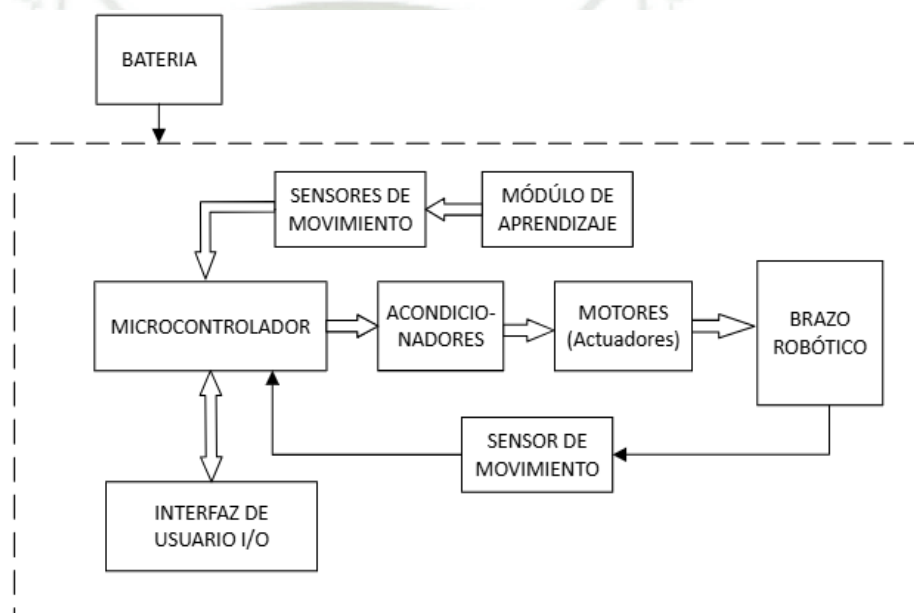 BATERIA
SENSORES DE
MOVIMIENTO
MÓDÚLO DE
APRENDIZAJE
MICROCONTROLADOR
ACONDICIO-
NADORES
MOTORES
(Actuadores)
BRAZO
ROBÓTICO
SENSOR DE
MOVIMIENTO
INTERFAZ DE
USUARIO I/O